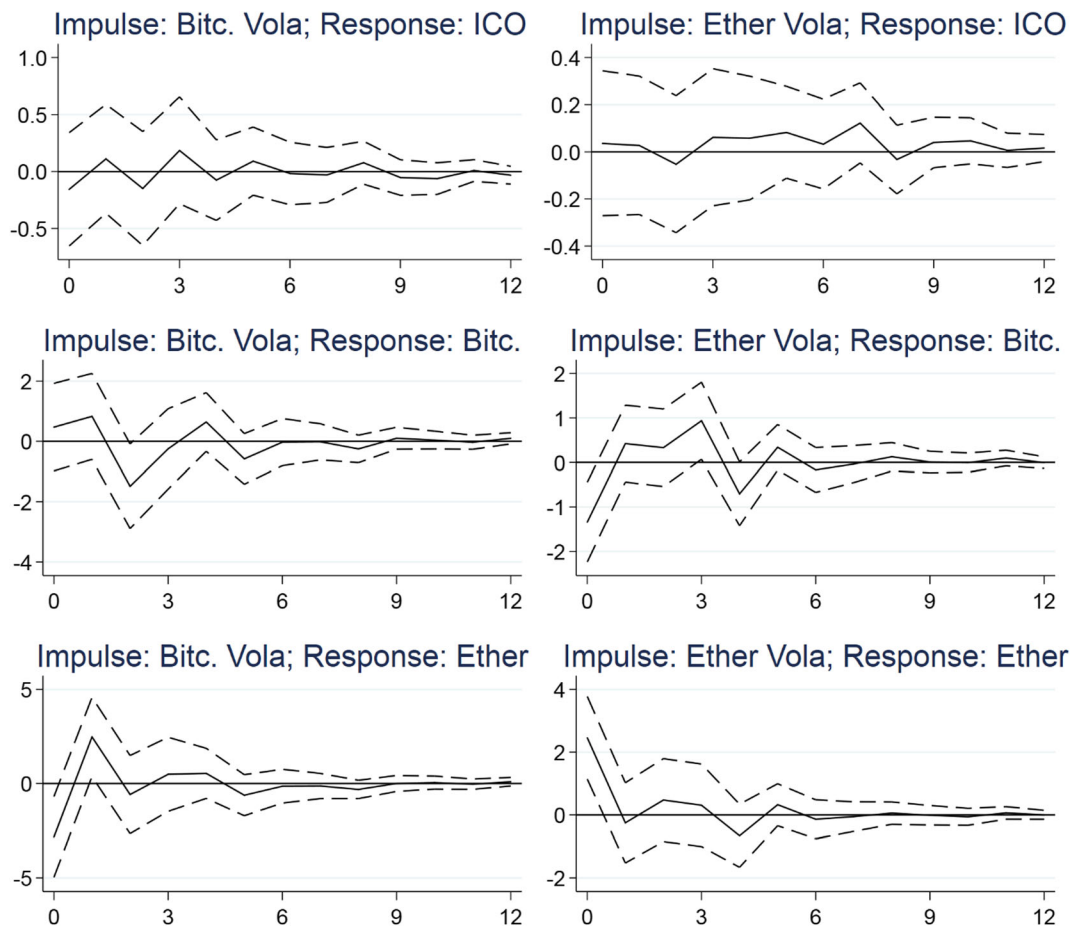 Impulse: Bitc. Vola; Response: ICO
1.0
0.5
0.0
-0.5
0 3 6 9 12
Impulse: Ether Vola; Response: ICO
0.4
0.2
0.0
-0.2
-0.4
0 3 6 9 12
Impulse: Bitc. Vola; Response: Bitc.
2
0
-2
-4
0 3 6 9 12
Impulse: Ether Vola; Response: Bitc.
2
1
0
-1
-2
0 3 6 9 12
Impulse: Bitc. Vola; Response: Ether
5
0
-5
0 3 6 9 12
Impulse: Ether Vola; Response: Ether
4
2
0
-2
0 3 6 9 12